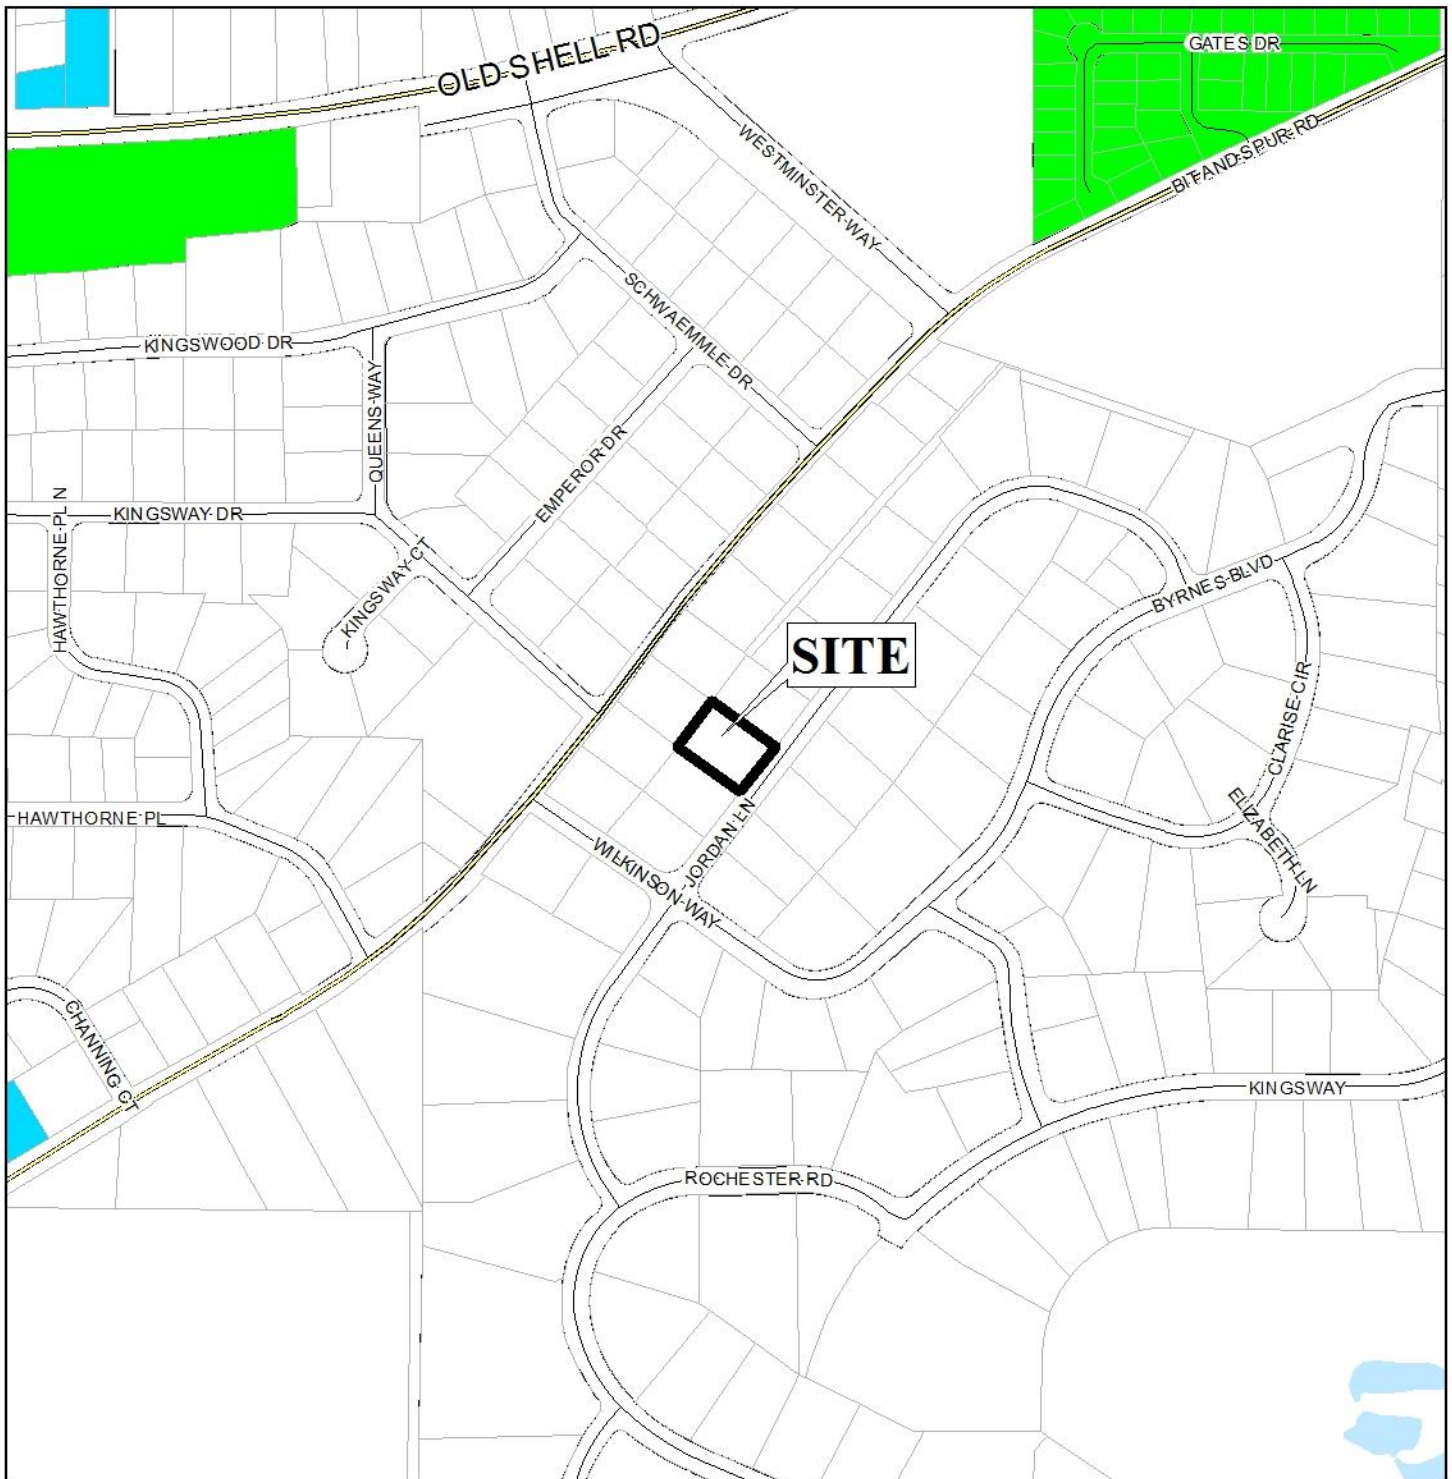 GATES DR
OLD SHELL RD
WESTMINSTER WAY
BIT AND SPUR RD
SCHWAEMMLE DR
KINGSWOOD DR
QUEENS WAY
EMPEROR DR
HAWTHORNE PL N
KINGSWAY DR
KINGSWAY CT
BYRNES BLVD
SITE
CLARISE CIR
HAWTHORNE PL
ELIZABETH LN
JORDAN LN
WILKINSON WAY
CHANNING CT
KINGSWAY
ROCHESTER RD